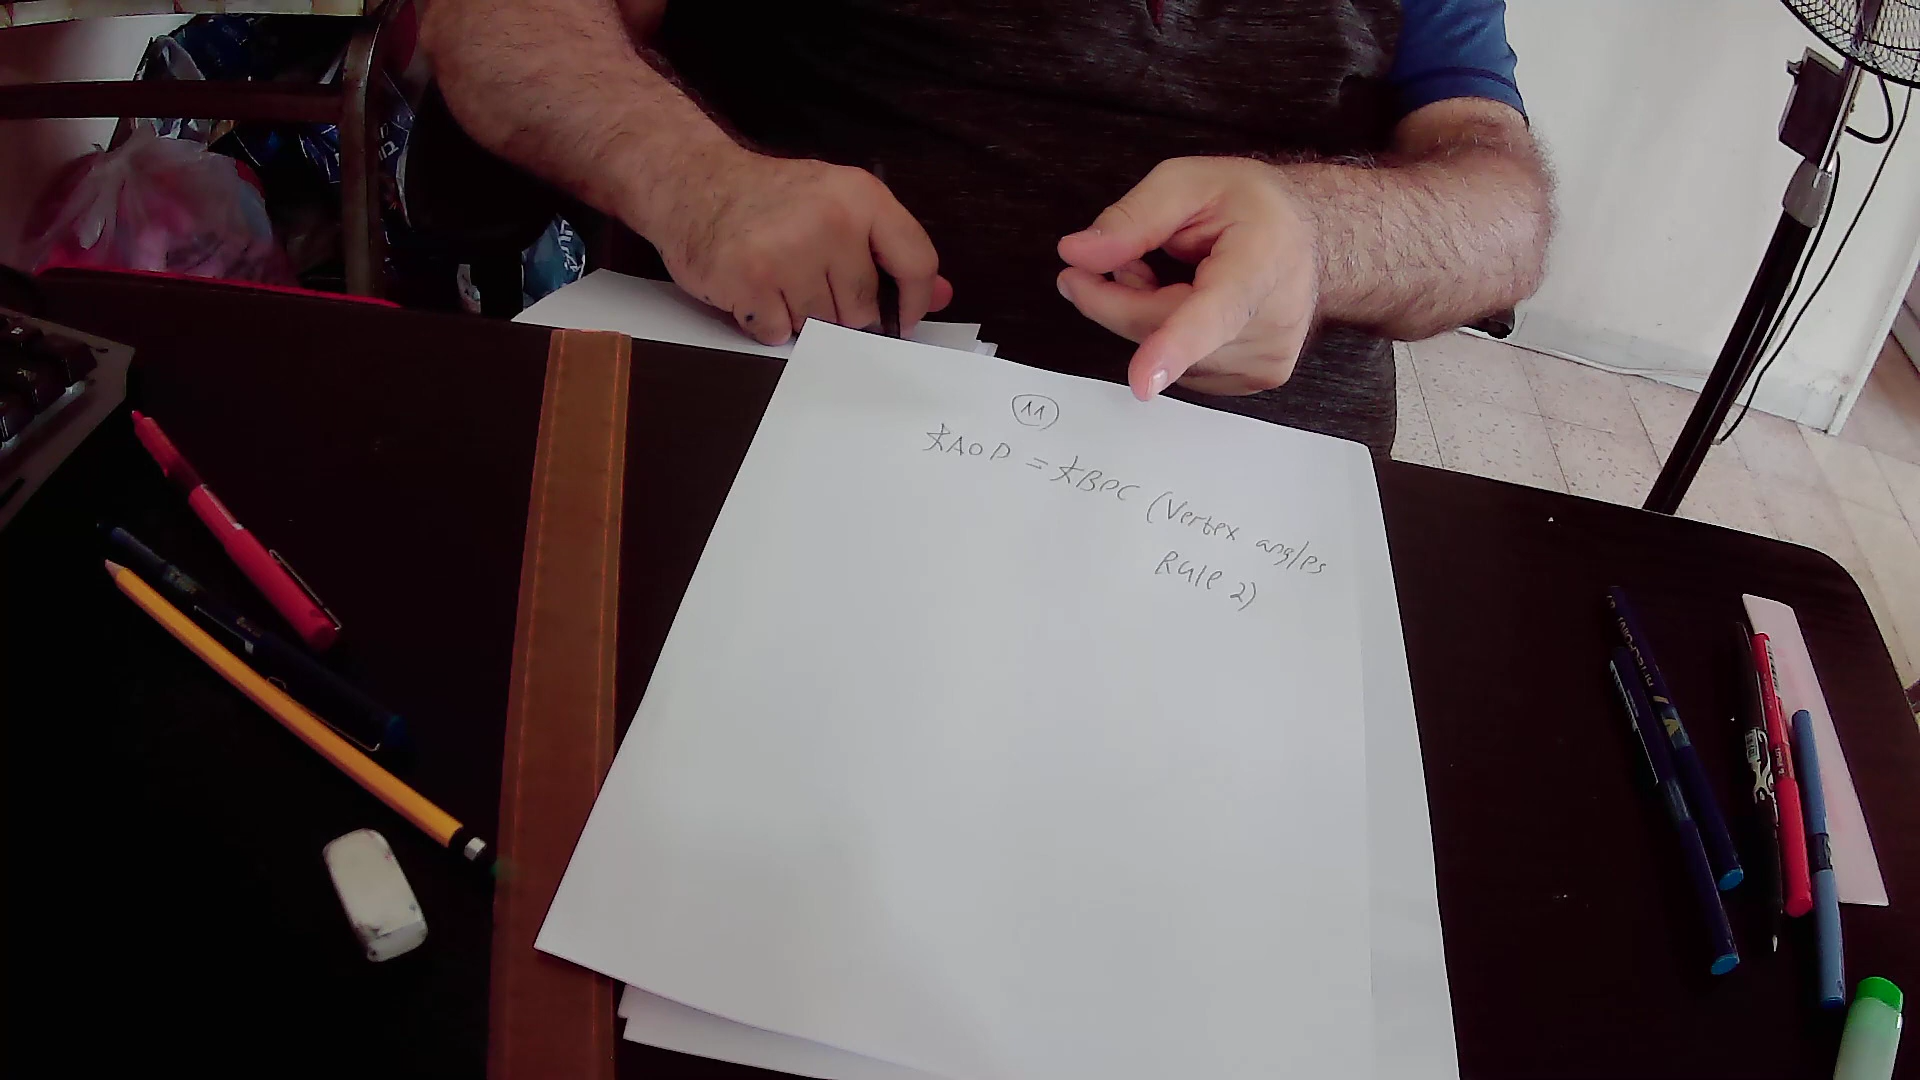 11
∡AOD = ∡BOC (Vertex angles
Rule 2)